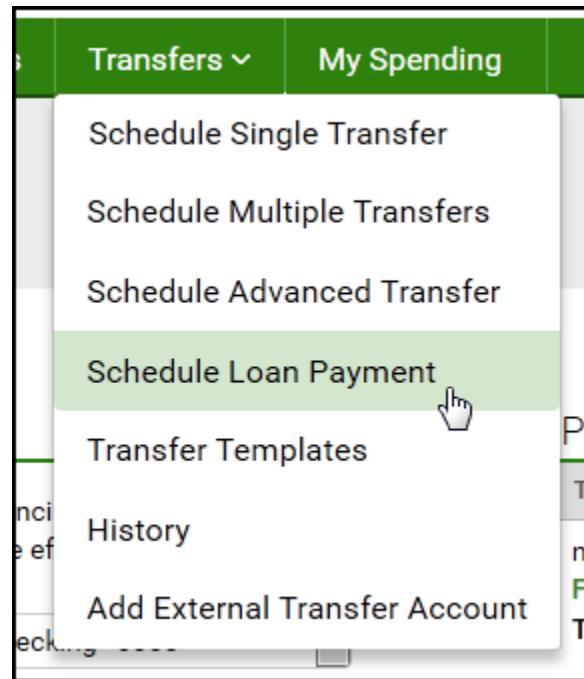 Transfers
My Spending
Schedule Single Transfer
Schedule Multiple Transfers
Schedule Advanced Transfer
Schedule Loan Payment
Transfer Templates
History
Add External Transfer Account